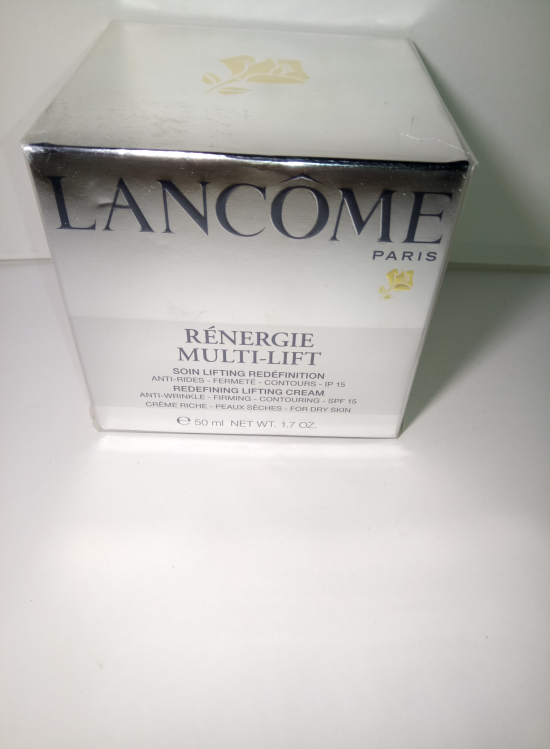 LANCÔME
PARIS
RÉNERGIE
MULTI-LIFT
SOIN LIFTING REDÉFINITION
ANTI-RIDES - FERMETÉ - CONTOURS - IP 15
REDEFINING LIFTING CREAM
ANTI-WRINKLE - FIRMING - CONTOURING - SPF 15
CRÈME RICHE - PEAUX SÈCHES - FOR DRY SKIN
℮ 50 ml NET WT. 1.7 OZ.